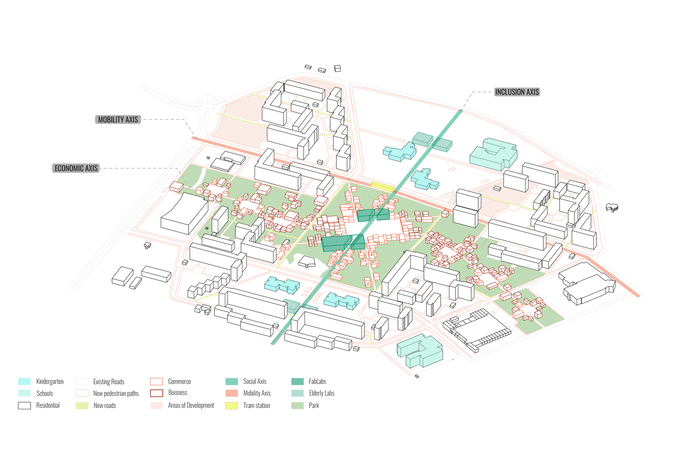 INCLUSION AXIS
MOBILITY AXIS
ECONOMIC AXIS
Kindergarten
Existing Roads
Commerce
Social Axis
FabLabs
Schools
New pedestrian paths
Buisness
Mobility Axis
Elderly Labs
Residential
New roads
Areas of Development
Tram station
Park